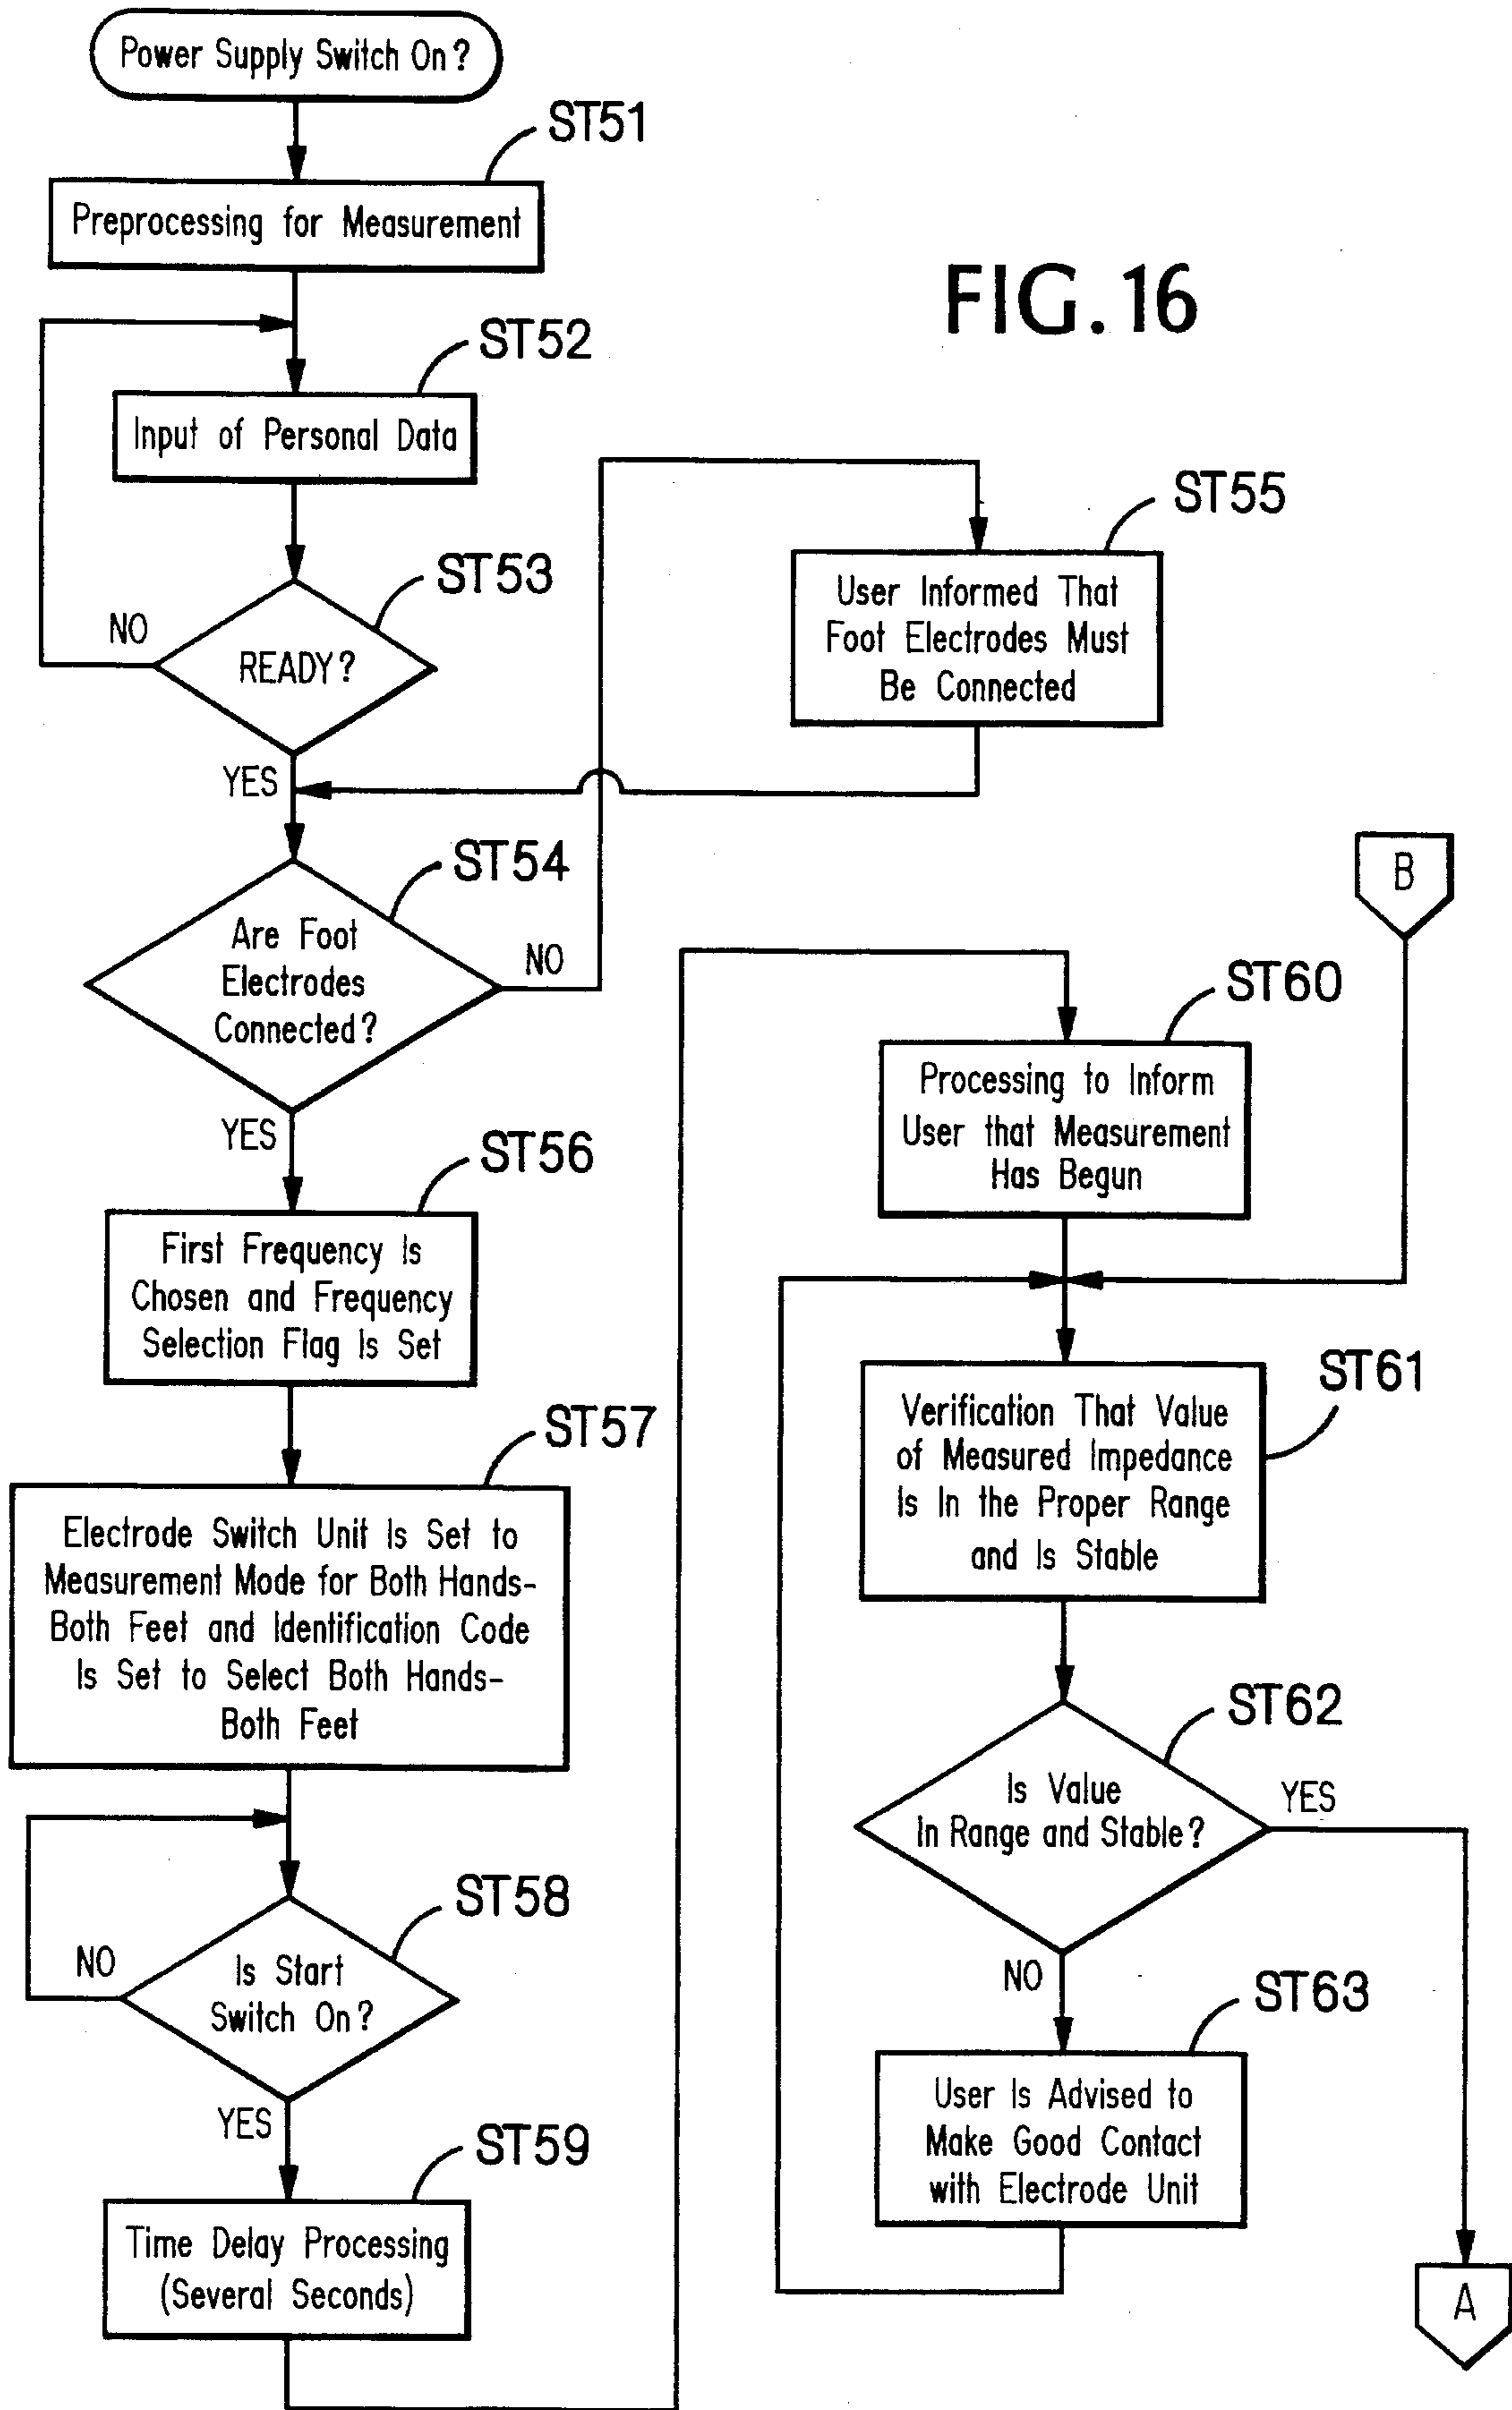 Power Supply Switch On?
ST51
Preprocessing for Measurement
FIG. 16
ST52
Input of Personal Data
ST53
NO
READY?
YES
ST55
User Informed That
Foot Electrodes Must
Be Connected
ST54
Are Foot
Electrodes
Connected?
NO
YES
ST56
First Frequency Is
Chosen and Frequency
Selection Flag Is Set
ST57
Electrode Switch Unit Is Set to
Measurement Mode for Both Hands-
Both Feet and Identification Code
Is Set to Select Both Hands-
Both Feet
ST58
NO
Is Start
Switch On?
YES
ST59
Time Delay Processing
(Several Seconds)
B
ST60
Processing to Inform
User that Measurement
Has Begun
ST61
Verification That Value
of Measured Impedance
Is In the Proper Range
and Is Stable
ST62
Is Value
In Range and Stable?
YES
NO
ST63
User Is Advised to
Make Good Contact
with Electrode Unit
A